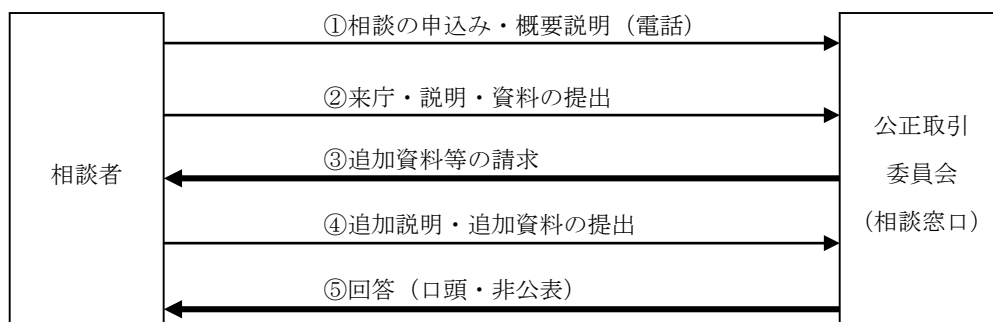 ①相談の申込み・概要説明（電話）
②来庁・説明・資料の提出
③追加資料等の請求
④追加説明・追加資料の提出
⑤回答（口頭・非公表）
相談者
公正取引
委員会
（相談窓口）